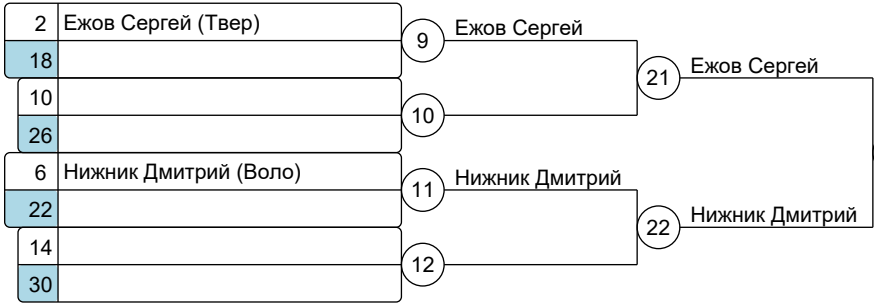 2 Ежов Сергей (Твер)
18
9 Ежов Сергей
10
26
10
21 Ежов Сергей
6 Нижник Дмитрий (Воло)
22
11 Нижник Дмитрий
14
30
12
22 Нижник Дмитрий